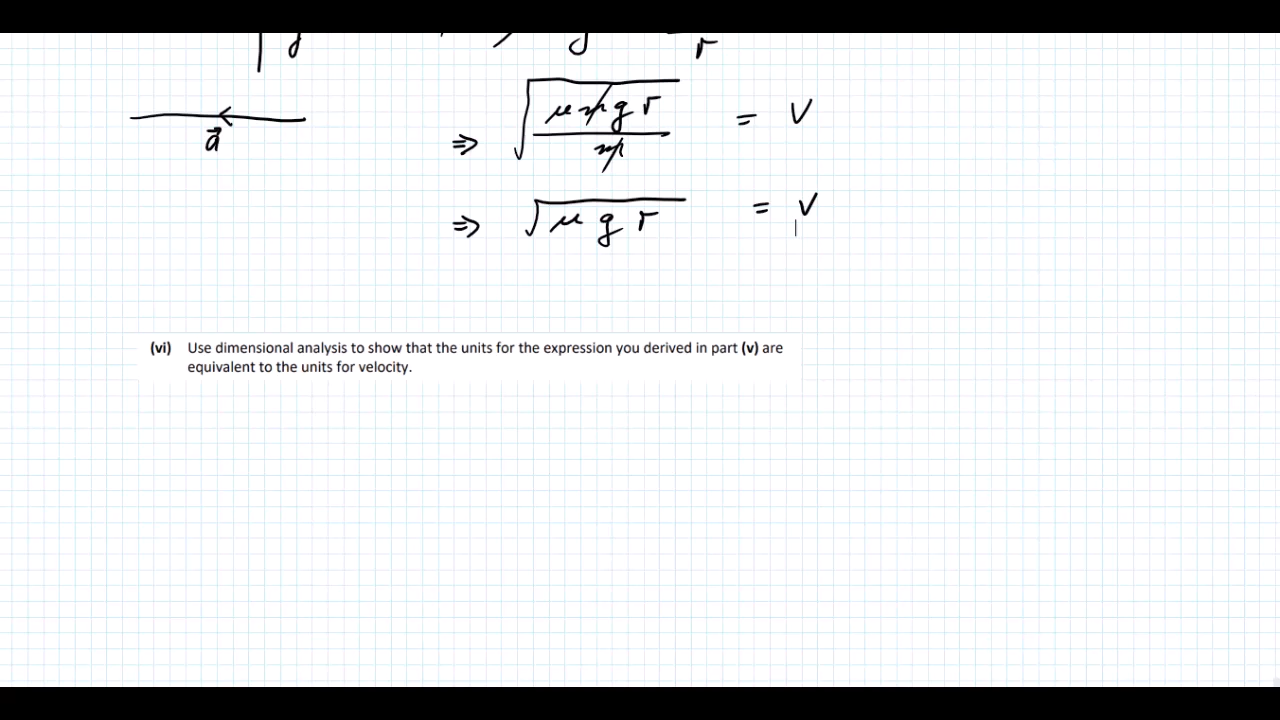 g r
a⃗
⇒ √(μmgr/m) = v
⇒ √μgr = v
(vi) Use dimensional analysis to show that the units for the expression you derived in part (v) are
equivalent to the units for velocity.